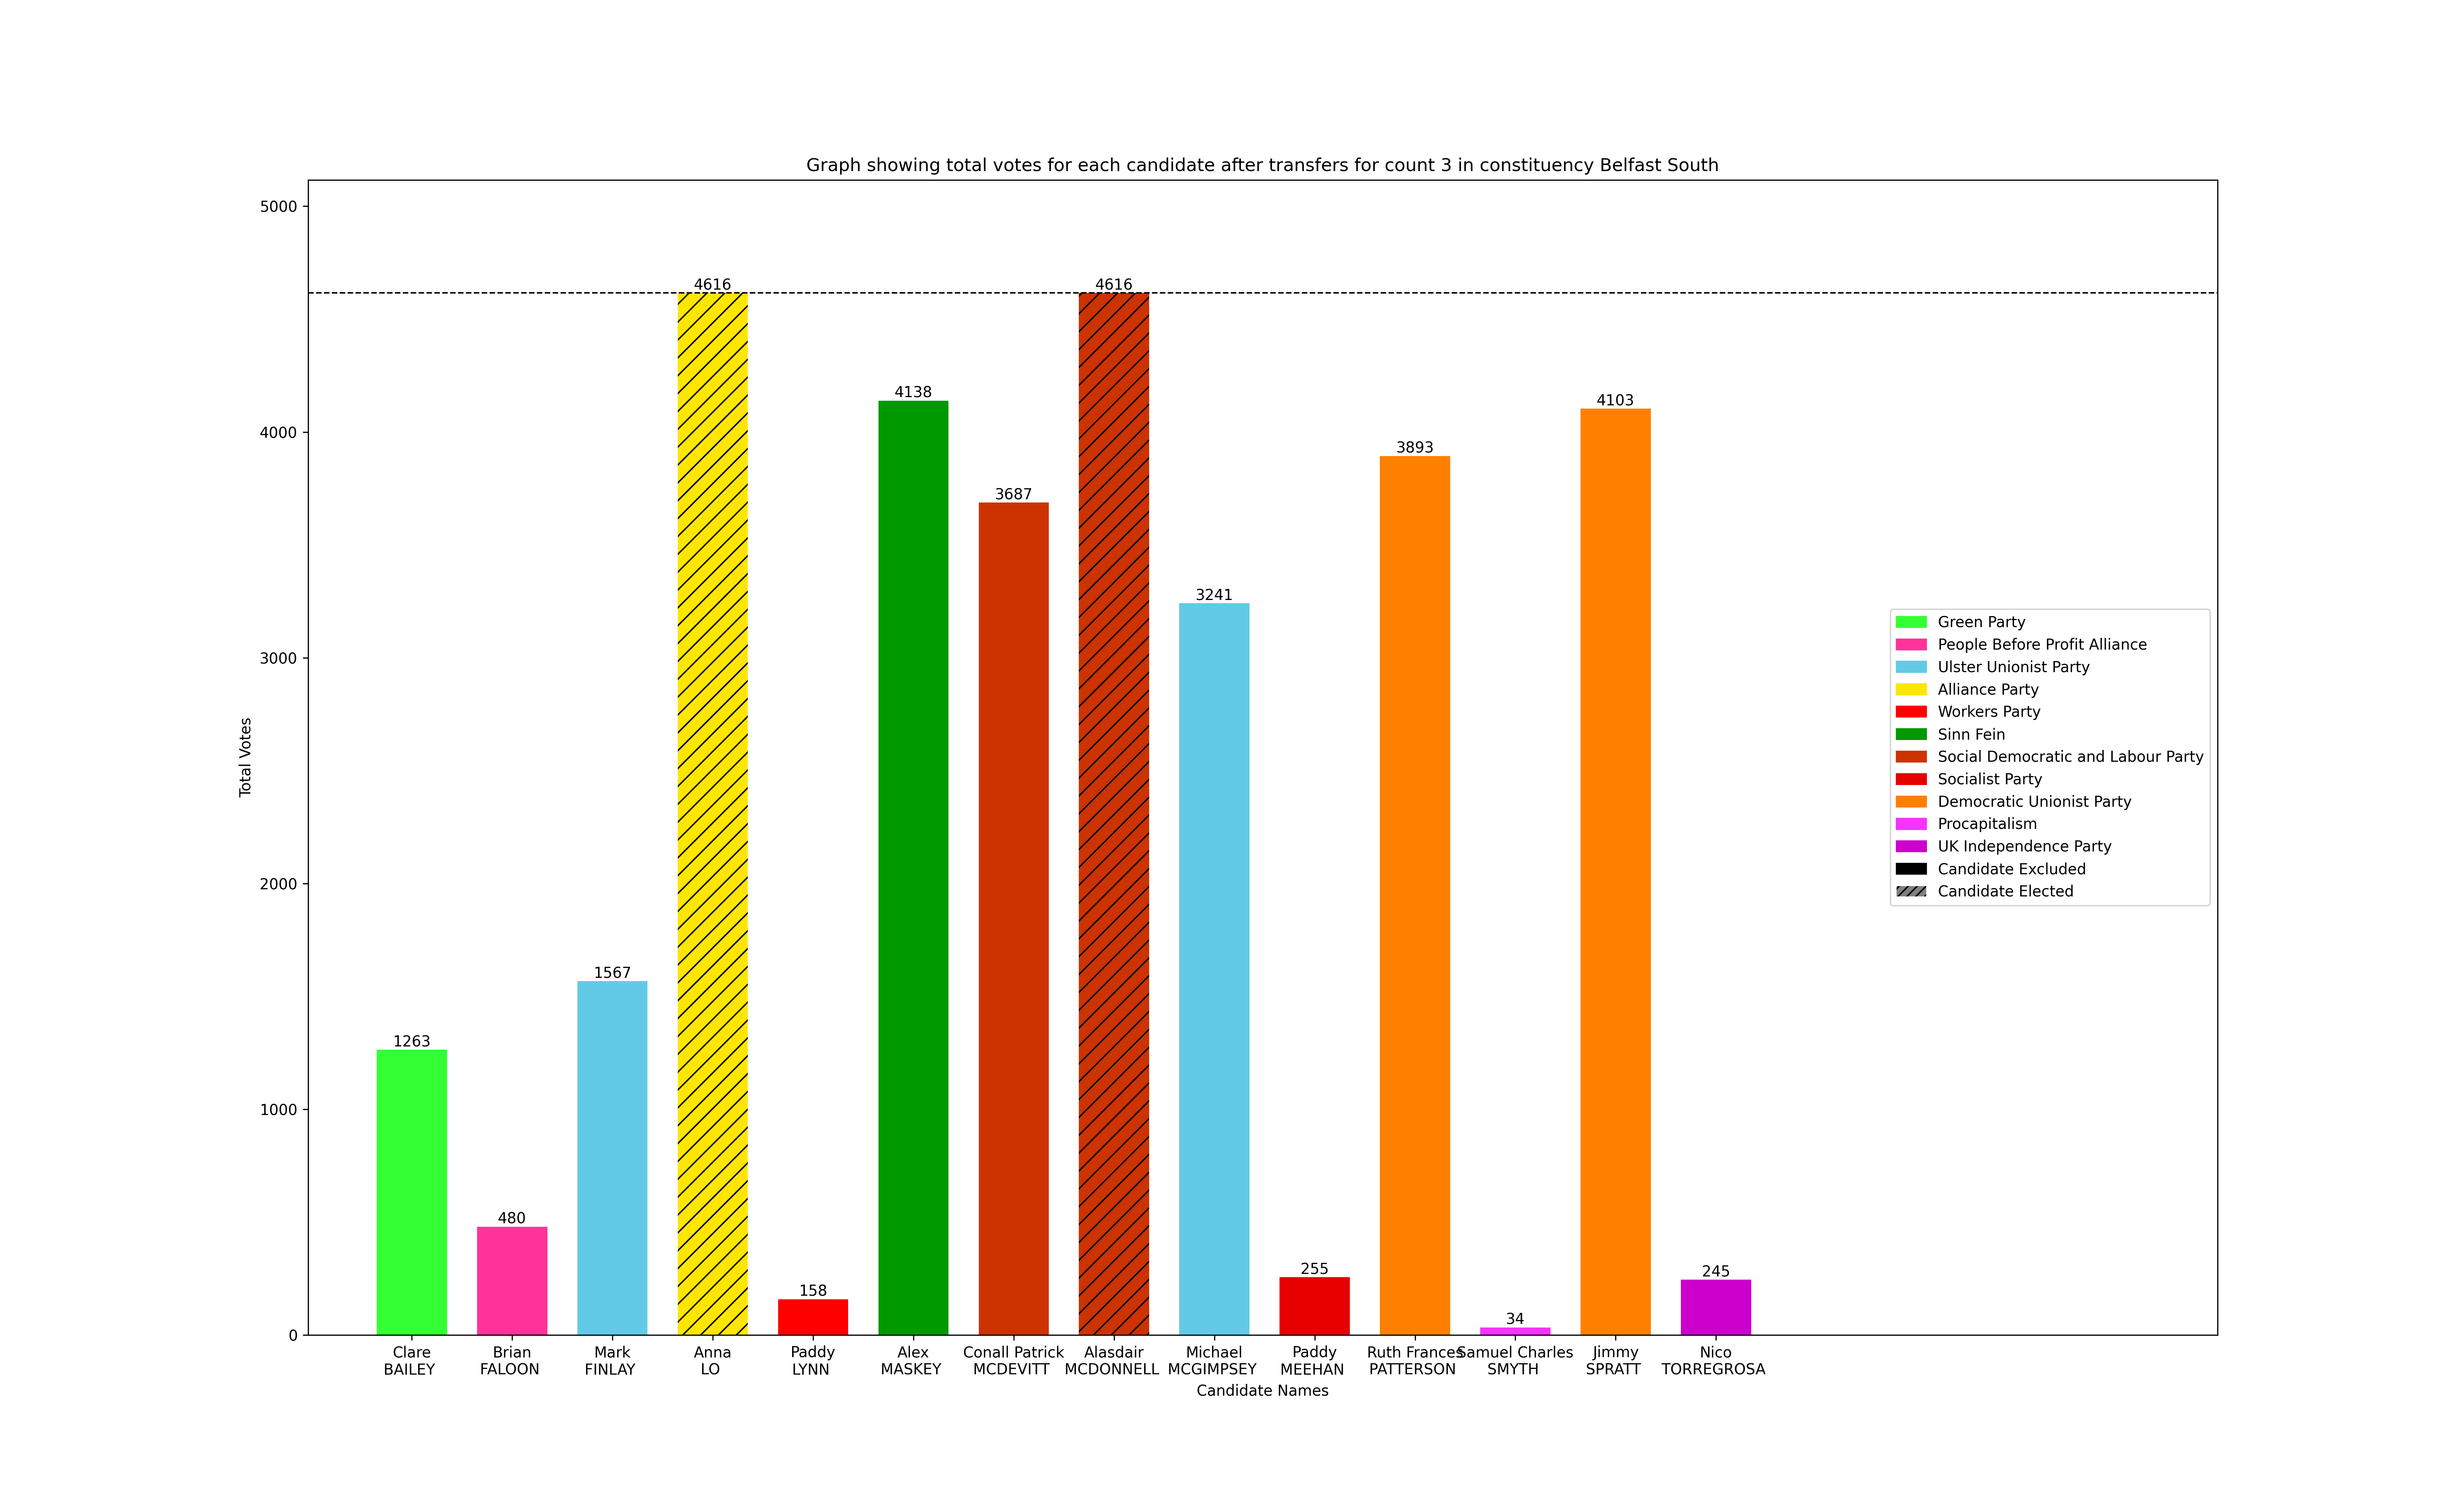 Graph showing total votes for each candidate after transfers for count 3 in constituency Belfast South
Total Votes
5000
4000
3000
2000
1000
0
1263
480
1567
4616
158
4138
3687
4616
3241
255
3893
34
4103
245
Clare
BAILEY
Brian
FALOON
Mark
FINLAY
Anna
LO
Paddy
LYNN
Alex
MASKEY
Conall Patrick
MCDEVITT
Alasdair
MCDONNELL
Michael
MCGIMPSEY
Paddy
MEEHAN
Ruth Frances
PATTERSON
Samuel Charles
SMYTH
Jimmy
SPRATT
Nico
TORREGROSA
Candidate Names
Green Party
People Before Profit Alliance
Ulster Unionist Party
Alliance Party
Workers Party
Sinn Fein
Social Democratic and Labour Party
Socialist Party
Democratic Unionist Party
Procapitalism
UK Independence Party
Candidate Excluded
Candidate Elected